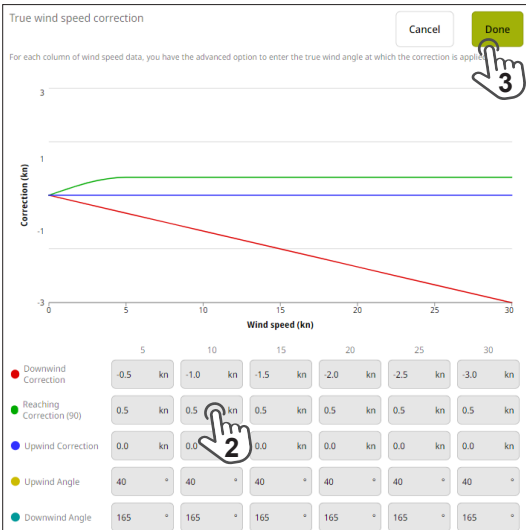 True wind speed correction
Cancel
Done
For each column of wind speed data, you have the advanced option to enter the true wind angle at which the correction is applied
3
3
1
-1
-3
Correction (kn)
0 5 10 15 20 25 30
Wind speed (kn)
5 10 15 20 25 30
Downwind
Correction
-0.5 kn -1.0 kn -1.5 kn -2.0 kn -2.5 kn -3.0 kn
Reaching
Correction (90)
0.5 kn 0.5 kn 0.5 kn 0.5 kn 0.5 kn 0.5 kn
2
Upwind Correction 0.0 kn 0.0 kn 0.0 kn 0.0 kn 0.0 kn 0.0 kn
Upwind Angle 40 ° 40 ° 40 ° 40 ° 40 ° 40 °
Downwind Angle 165 ° 165 ° 165 ° 165 ° 165 ° 165 °